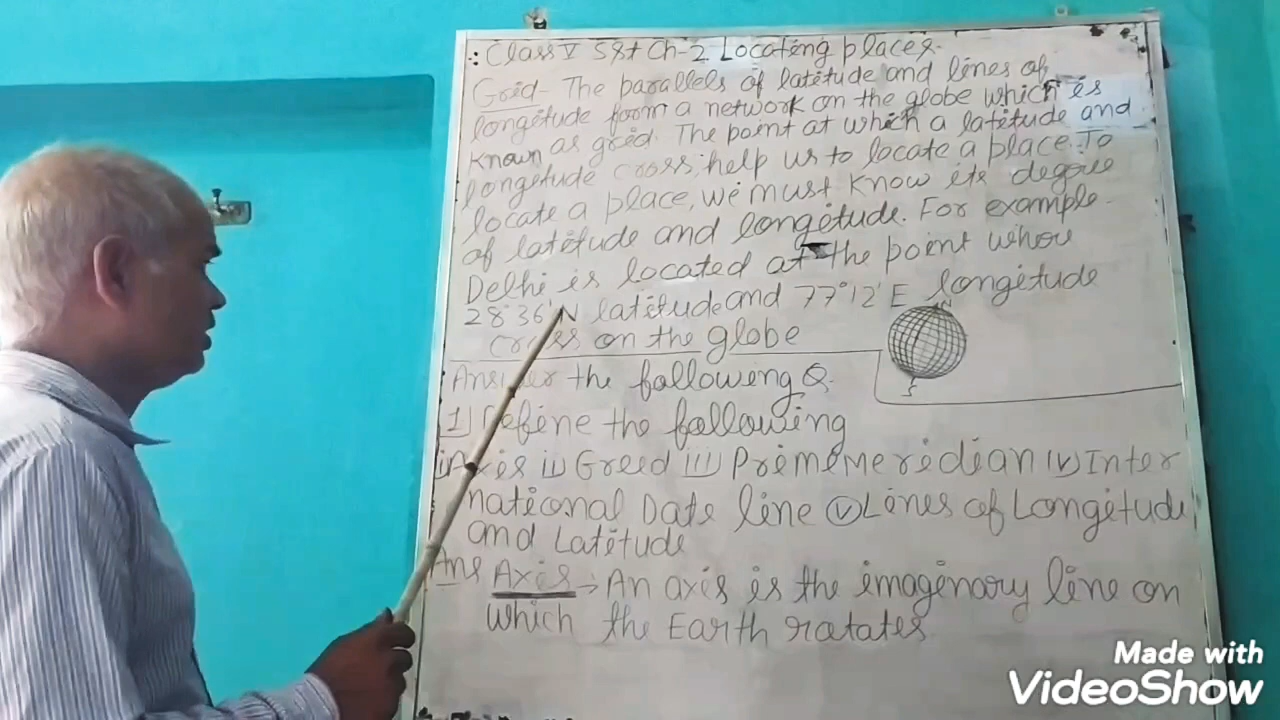 : Class V SSt Ch-2 Locating places.
Grid - The parallels of latitude and lines of
longitude form a network on the globe which is
known as grid. The point at which a latitude and
longitude cross, help us to locate a place. To
locate a place, we must know its degree
of latitude and longitude. For example.
Delhi is located at the point whou
28°36'N latitude and 77°12'E longitude
cross on the globe
N
S
Answer the following Q.
1) Define the following
i) Axis ii) Greed iii) Prime Meridian iv) Inter
national Date line v) Lines of Longitude
and Latitude
Ans Axis → An axis is the imaginory line on
which the Earth ratates
Made with
VideoShow